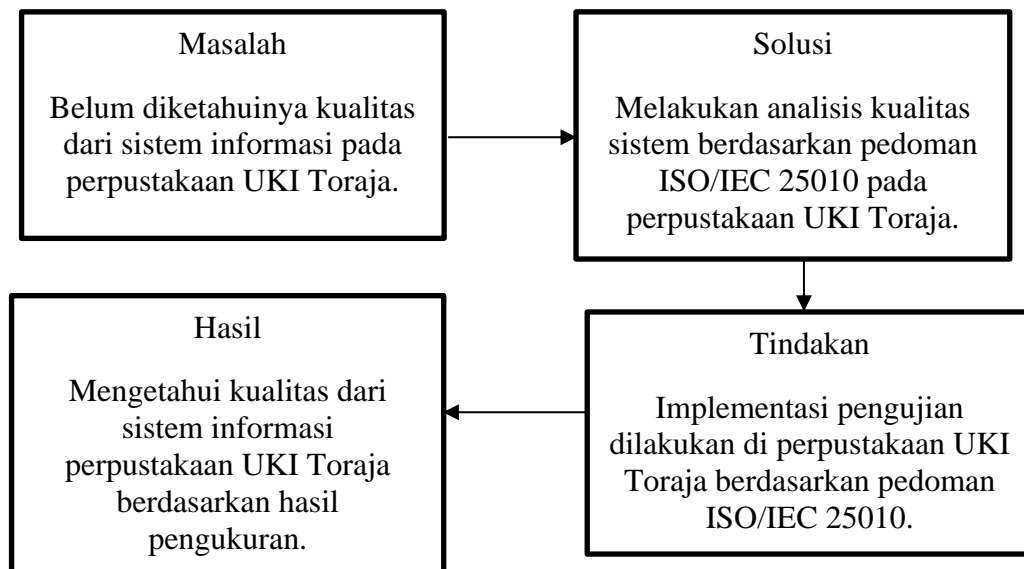 Masalah
Belum diketahuinya kualitas
dari sistem informasi pada
perpustakaan UKI Toraja.
Solusi
Melakukan analisis kualitas
sistem berdasarkan pedoman
ISO/IEC 25010 pada
perpustakaan UKI Toraja.
Tindakan
Implementasi pengujian
dilakukan di perpustakaan UKI
Toraja berdasarkan pedoman
ISO/IEC 25010.
Hasil
Mengetahui kualitas dari
sistem informasi
perpustakaan UKI Toraja
berdasarkan hasil
pengukuran.